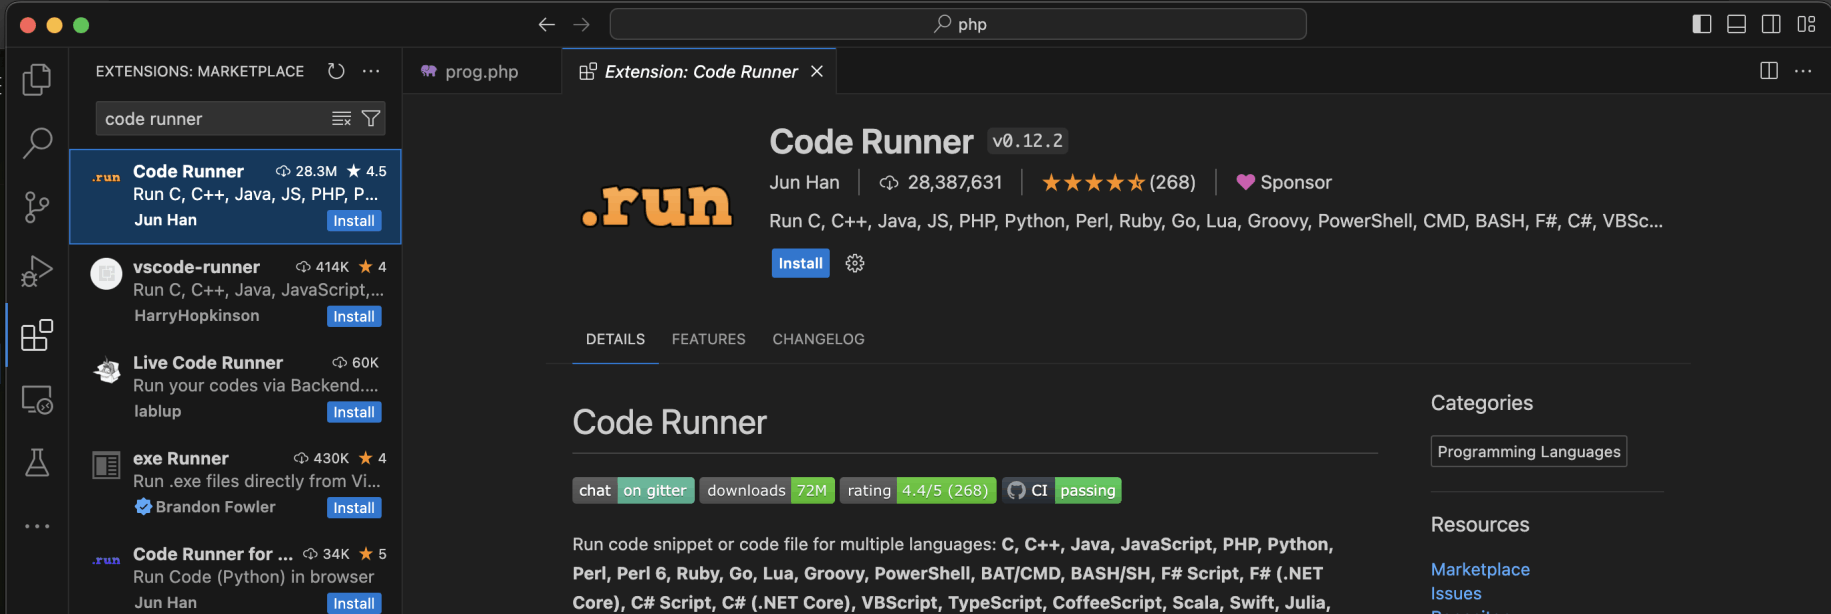 php
EXTENSIONS: MARKETPLACE
prog.php
Extension: Code Runner
code runner
.run
Code Runner
28.3M
4.5
Run C, C++, Java, JS, PHP, P...
Jun Han
Install
vscode-runner
414K
4
Run C, C++, Java, JavaScript,...
HarryHopkinson
Install
Live Code Runner
60K
Run your codes via Backend....
lablup
Install
exe Runner
430K
4
Run .exe files directly from Vi...
Brandon Fowler
Install
.run
Code Runner for ...
34K
5
Run Code (Python) in browser
Jun Han
Install
.run
Code Runner
v0.12.2
Jun Han
28,387,631
(268)
Sponsor
Run C, C++, Java, JS, PHP, Python, Perl, Ruby, Go, Lua, Groovy, PowerShell, CMD, BASH, F#, C#, VBSc...
Install
DETAILS
FEATURES
CHANGELOG
Code Runner
chat on gitter
downloads 72M
rating 4.4/5 (268)
CI passing
Run code snippet or code file for multiple languages: C, C++, Java, JavaScript, PHP, Python,
Perl, Perl 6, Ruby, Go, Lua, Groovy, PowerShell, BAT/CMD, BASH/SH, F# Script, F# (.NET
Core), C# Script, C# (.NET Core), VBScript, TypeScript, CoffeeScript, Scala, Swift, Julia,
Categories
Programming Languages
Resources
Marketplace
Issues